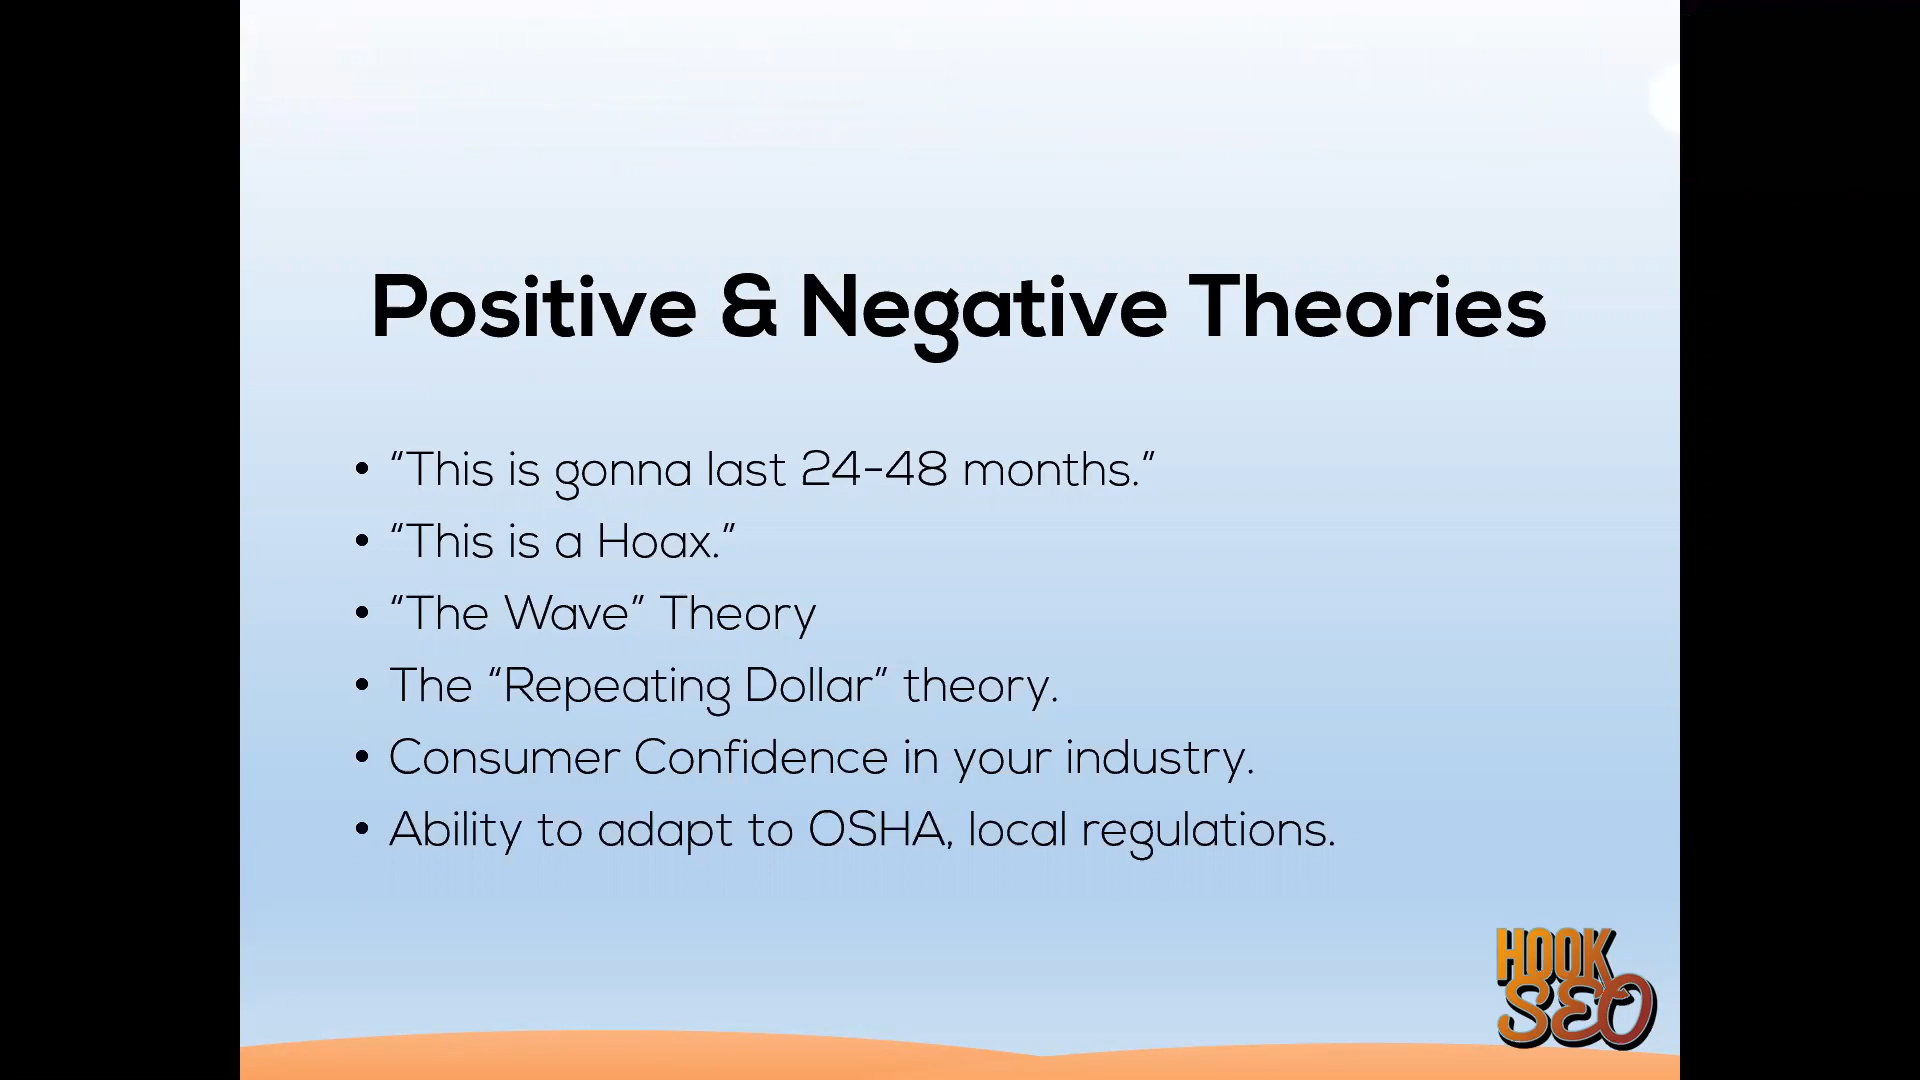 Positive & Negative Theories
• “This is gonna last 24-48 months.”
• “This is a Hoax.”
• “The Wave” Theory
• The “Repeating Dollar” theory.
• Consumer Confidence in your industry.
• Ability to adapt to OSHA, local regulations.
HOOK
SEO